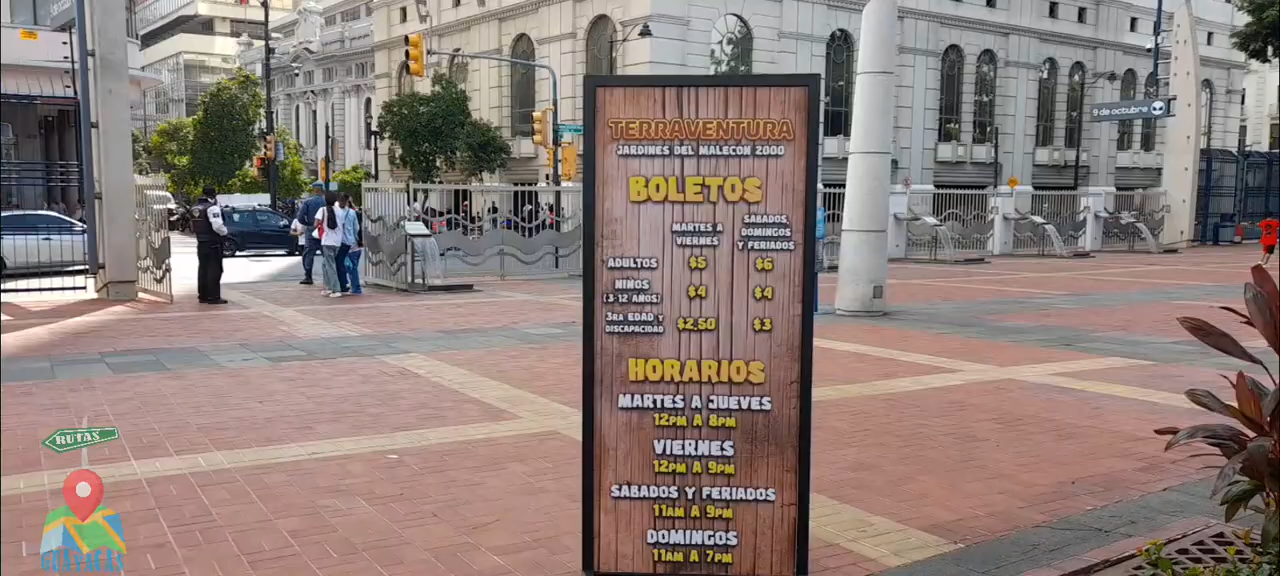 TERRAVENTURA
JARDINES DEL MALECON 2000
BOLETOS
MARTES A VIERNES
SABADOS, DOMINGOS Y FERIADOS
ADULTOS $5 $6
NIÑOS (3-12 AÑOS) $4 $4
3RA EDAD Y DISCAPACIDAD $2,50 $3
HORARIOS
MARTES A JUEVES
12PM A 8PM
VIERNES
12PM A 9PM
SABADOS Y FERIADOS
11AM A 9PM
DOMINGOS
11AM A 7PM
9 de octubre
RUTAS
GUAYACAS